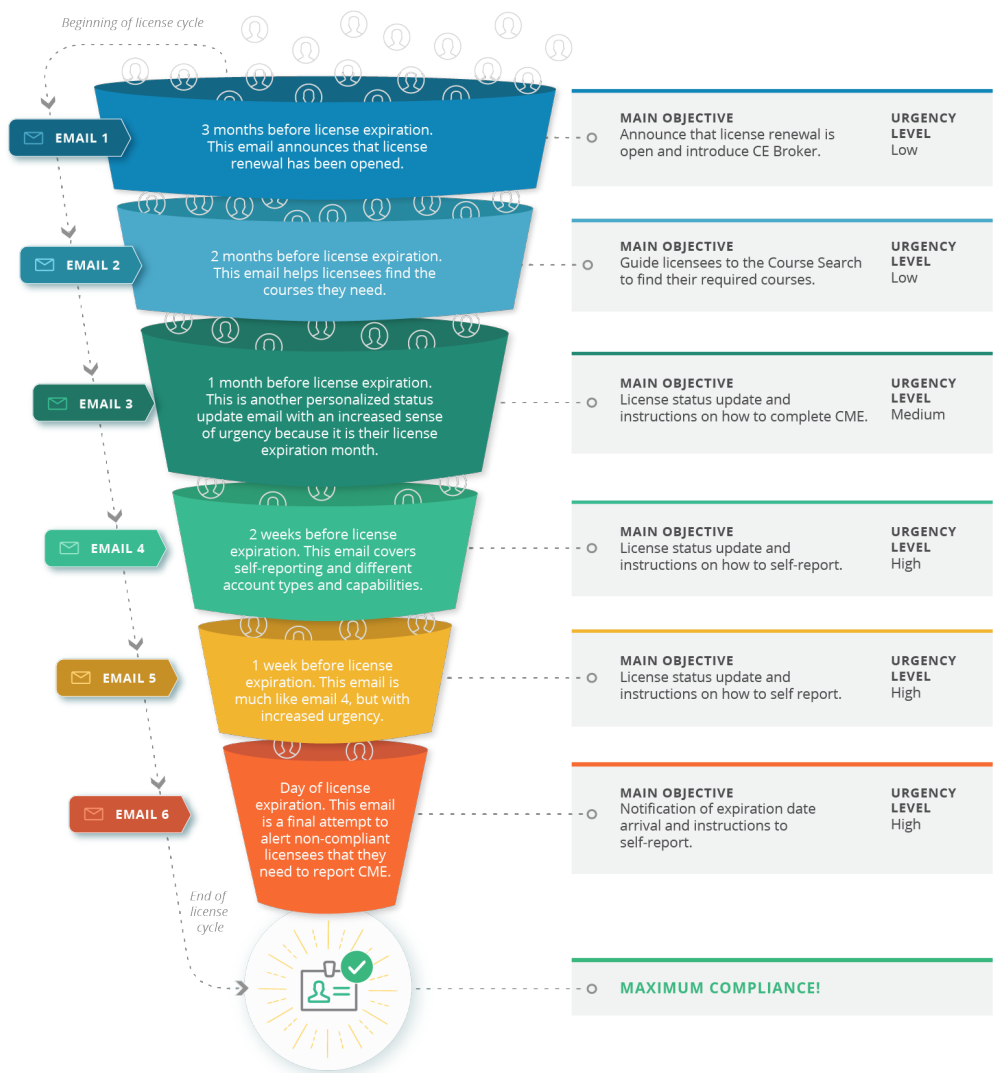 Beginning of license cycle
EMAIL 1
3 months before license expiration.
This email announces that license
renewal has been opened.
MAIN OBJECTIVE
Announce that license renewal is
open and introduce CE Broker.
URGENCY
LEVEL
Low
EMAIL 2
2 months before license expiration.
This email helps licensees find the
courses they need.
MAIN OBJECTIVE
Guide licensees to the Course Search
to find their required courses.
URGENCY
LEVEL
Low
EMAIL 3
1 month before license expiration.
This is another personalized status
update email with an increased sense
of urgency because it is their license
expiration month.
MAIN OBJECTIVE
License status update and
instructions on how to complete CME.
URGENCY
LEVEL
Medium
EMAIL 4
2 weeks before license
expiration. This email covers
self-reporting and different
account types and capabilities.
MAIN OBJECTIVE
License status update and
instructions on how to self-report.
URGENCY
LEVEL
High
EMAIL 5
1 week before license
expiration. This email is
much like email 4, but with
increased urgency.
MAIN OBJECTIVE
License status update and
instructions on how to self report.
URGENCY
LEVEL
High
EMAIL 6
Day of license
expiration. This email
is a final attempt to
alert non-compliant
licensees that they
need to report CME.
MAIN OBJECTIVE
Notification of expiration date
arrival and instructions to
self-report.
URGENCY
LEVEL
High
End of
license
cycle
MAXIMUM COMPLIANCE!